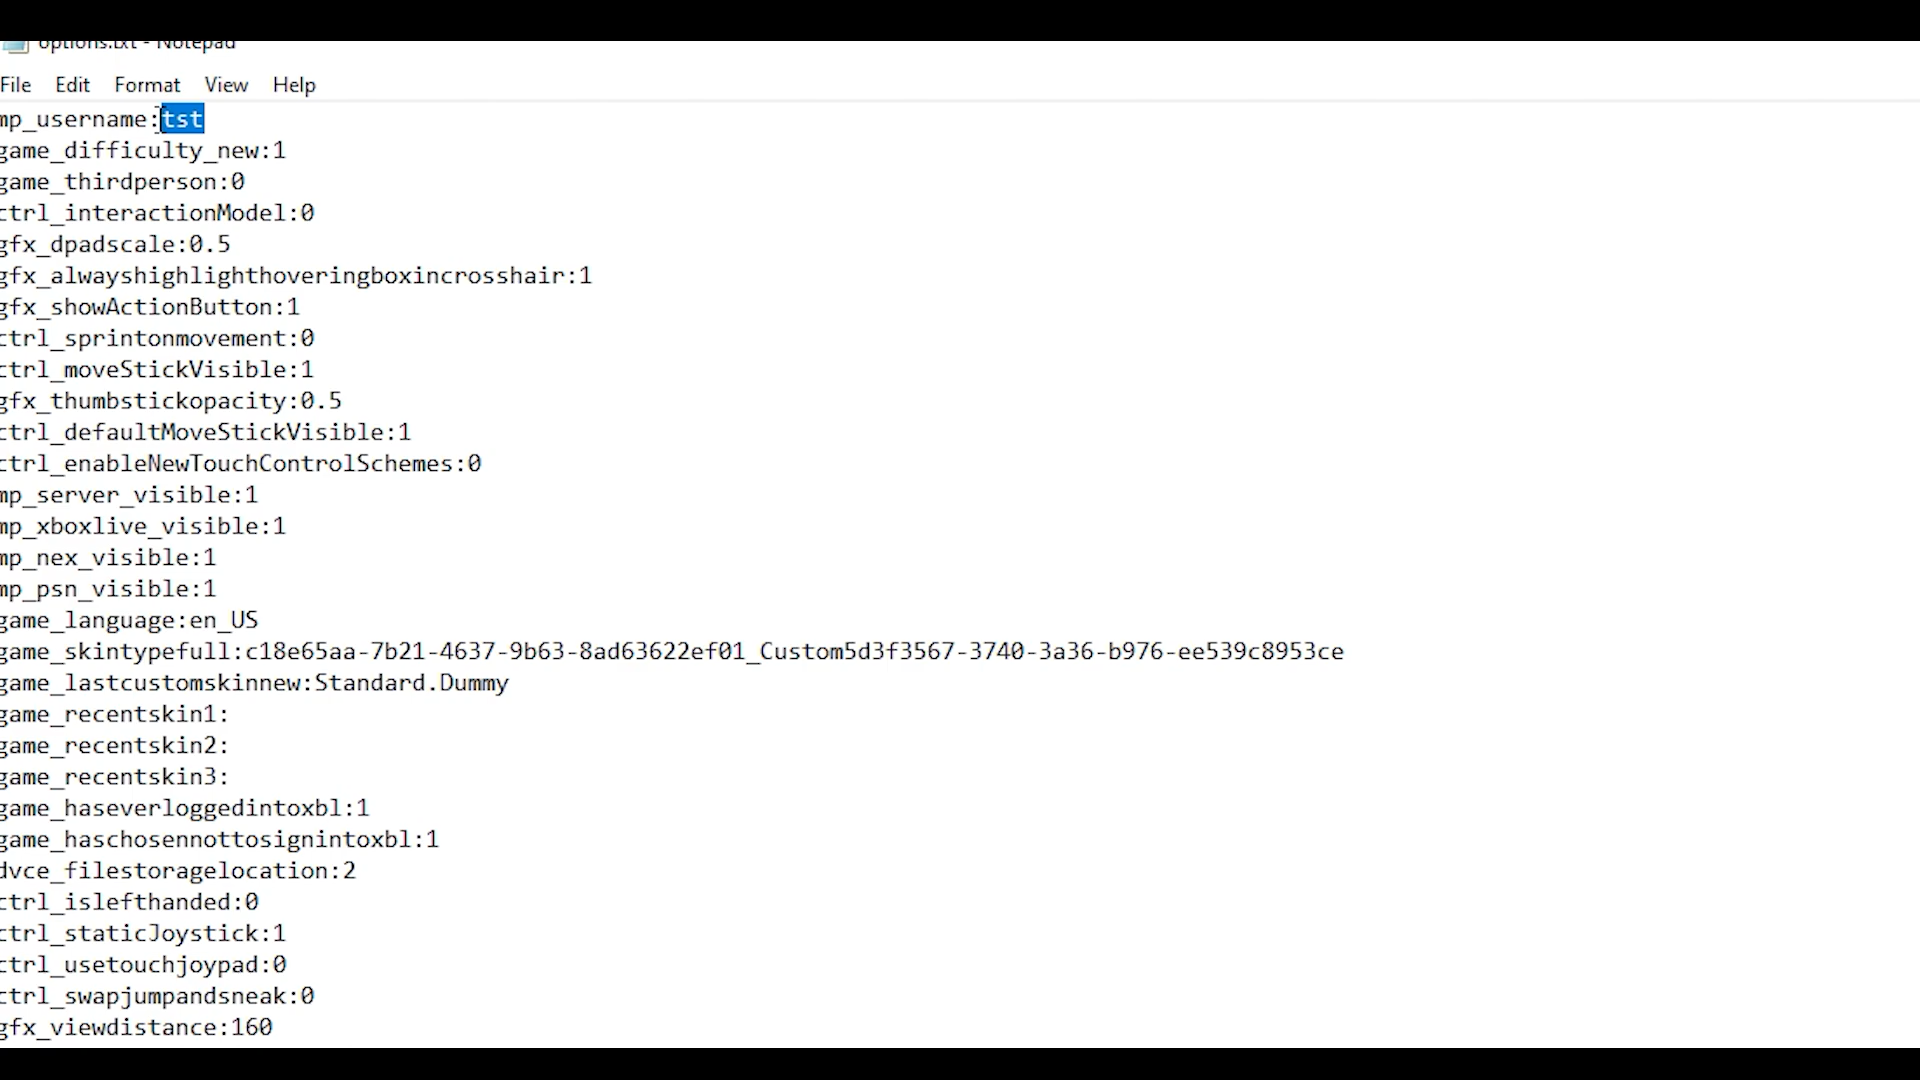 options.txt - Notepad
File Edit Format View Help
mp_username:tst
game_difficulty_new:1
game_thirdperson:0
ctrl_interactionModel:0
gfx_dpadscale:0.5
gfx_alwayshighlighthoveringboxincrosshair:1
gfx_showActionButton:1
ctrl_sprintonmovement:0
ctrl_moveStickVisible:1
gfx_thumbstickopacity:0.5
ctrl_defaultMoveStickVisible:1
ctrl_enableNewTouchControlSchemes:0
mp_server_visible:1
mp_xboxlive_visible:1
mp_nex_visible:1
mp_psn_visible:1
game_language:en_US
game_skintypefull:c18e65aa-7b21-4637-9b63-8ad63622ef01_Custom5d3f3567-3740-3a36-b976-ee539c8953ce
game_lastcustomskinnew:Standard.Dummy
game_recentskin1:
game_recentskin2:
game_recentskin3:
game_haseverloggedintoxbl:1
game_haschosennottosignintoxbl:1
dvce_filestoragelocation:2
ctrl_islefthanded:0
ctrl_staticJoystick:1
ctrl_usetouchjoypad:0
ctrl_swapjumpandsneak:0
gfx_viewdistance:160